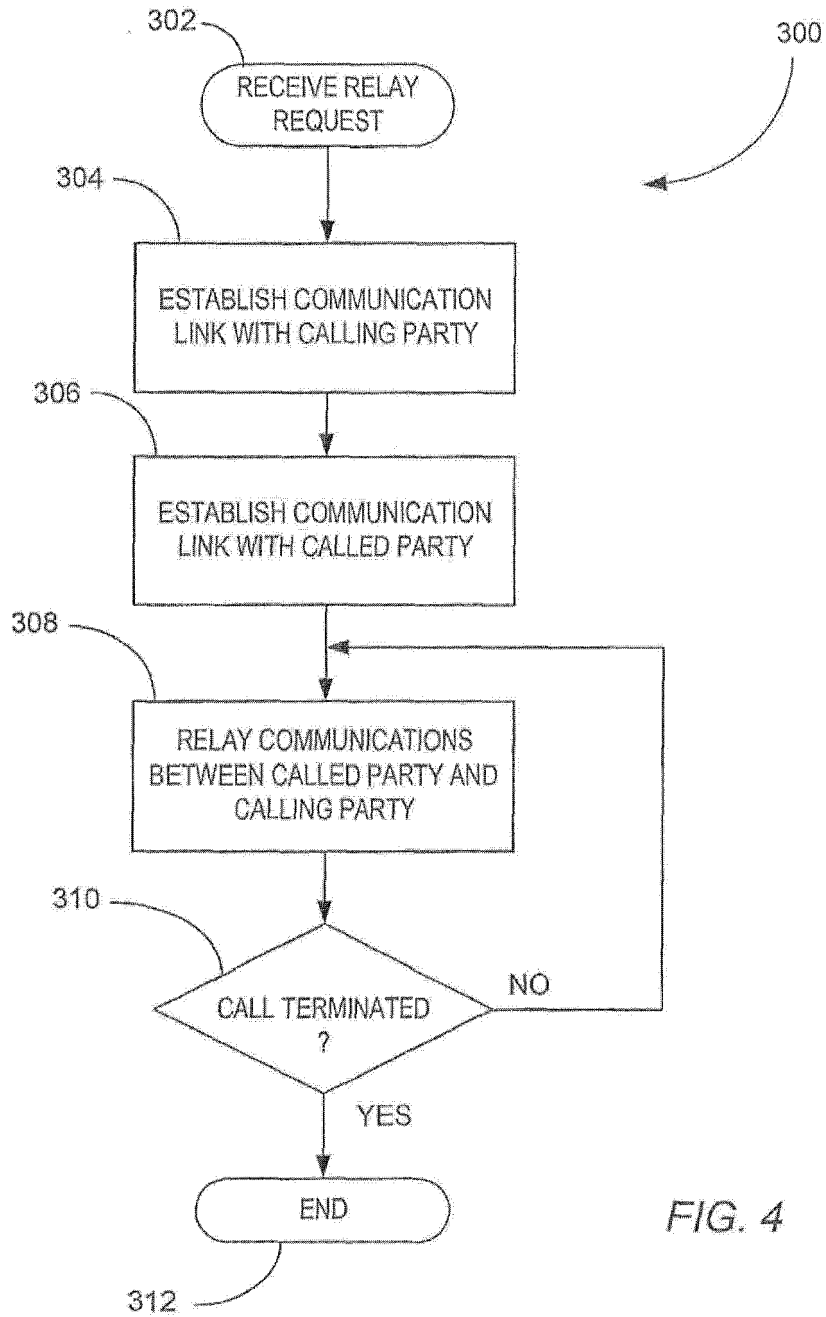 302
300
RECEIVE RELAY
REQUEST
304
ESTABLISH COMMUNICATION
LINK WITH CALLING PARTY
306
ESTABLISH COMMUNICATION
LINK WITH CALLED PARTY
308
RELAY COMMUNICATIONS
BETWEEN CALLED PARTY AND
CALLING PARTY
310
CALL TERMINATED
?
NO
YES
END
312
FIG. 4